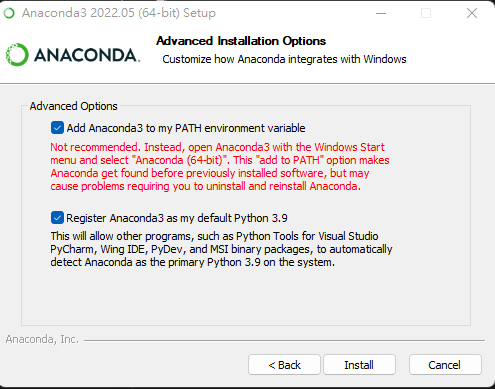 Anaconda3 2022.05 (64-bit) Setup
ANACONDA.
Advanced Installation Options
Customize how Anaconda integrates with Windows
Advanced Options
Add Anaconda3 to my PATH environment variable
Not recommended. Instead, open Anaconda3 with the Windows Start
menu and select "Anaconda (64-bit)". This "add to PATH" option makes
Anaconda get found before previously installed software, but may
cause problems requiring you to uninstall and reinstall Anaconda.
Register Anaconda3 as my default Python 3.9
This will allow other programs, such as Python Tools for Visual Studio
PyCharm, Wing IDE, PyDev, and MSI binary packages, to automatically
detect Anaconda as the primary Python 3.9 on the system.
Anaconda, Inc.
< Back
Install
Cancel